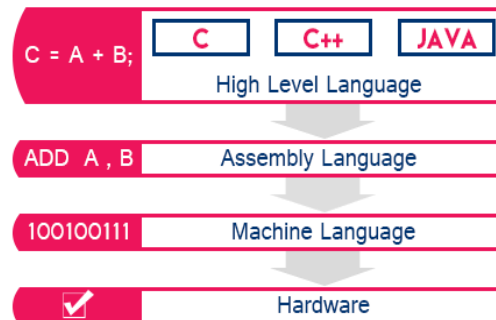 C = A + B;
C
C++
JAVA
High Level Language
ADD A , B
Assembly Language
100100111
Machine Language
Hardware